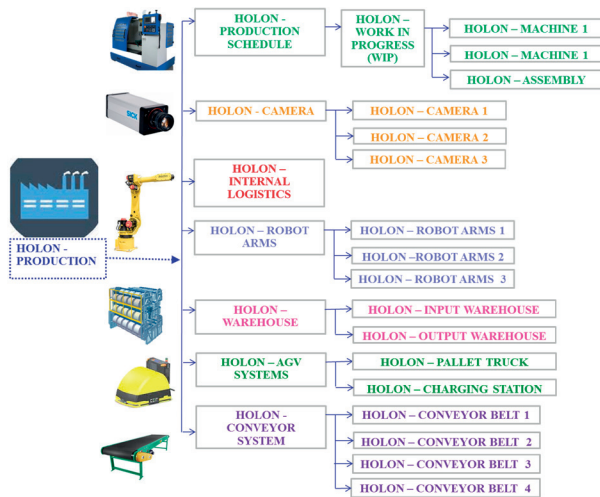 HOLON -
PRODUCTION
SCHEDULE
HOLON –
WORK IN
PROGRESS
(WIP)
HOLON – MACHINE 1
HOLON – MACHINE 1
HOLON – ASSEMBLY
SICK
HOLON - CAMERA
HOLON – CAMERA 1
HOLON – CAMERA 2
HOLON – CAMERA 3
HOLON –
INTERNAL
LOGISTICS
HOLON -
PRODUCTION
HOLON – ROBOT
ARMS
HOLON – ROBOT ARMS 1
HOLON –ROBOT ARMS 2
HOLON –ROBOT ARMS 3
HOLON –
WAREHOUSE
HOLON – INPUT WAREHOUSE
HOLON – OUTPUT WAREHOUSE
HOLON – AGV
SYSTEMS
HOLON – PALLET TRUCK
HOLON – CHARGING STATION
HOLON -
CONVEYOR
SYSTEM
HOLON – CONVEYOR BELT 1
HOLON – CONVEYOR BELT 2
HOLON – CONVEYOR BELT 3
HOLON – CONVEYOR BELT 4